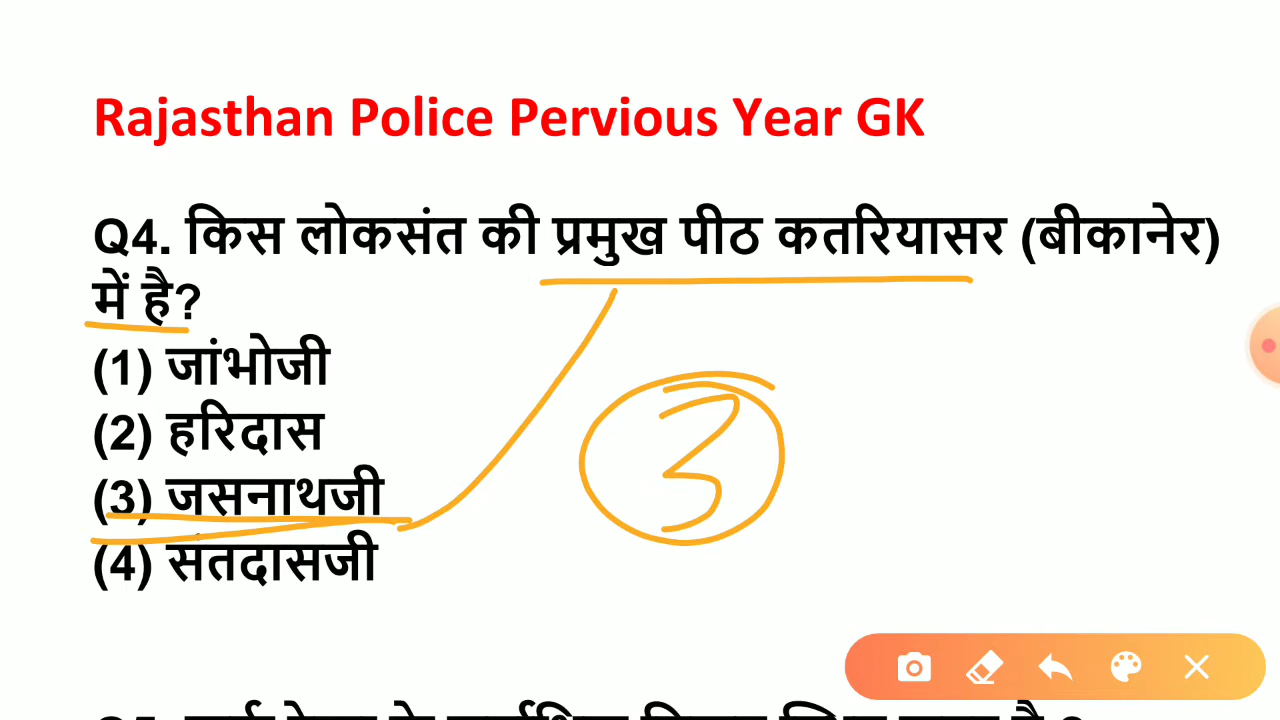 Rajasthan Police Pervious Year GK
Q4. किस लोकसंत की प्रमुख पीठ कतरियासर (बीकानेर)
में है?
(1) जांभोजी
(2) हरिदास
3
(3) जसनाथजी
(4) संतदासजी